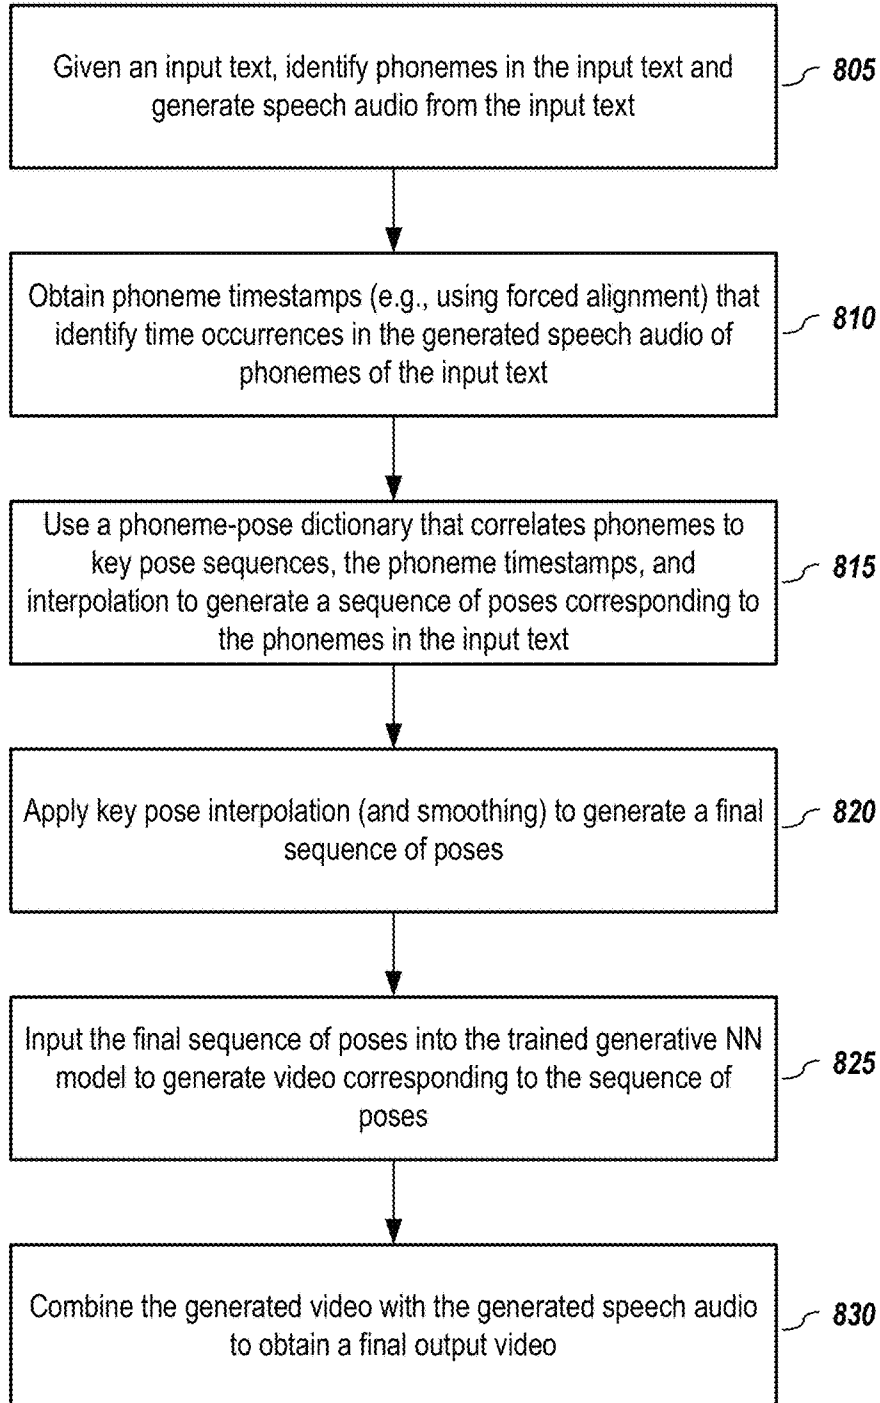 Given an input text, identify phonemes in the input text and
generate speech audio from the input text
805
Obtain phoneme timestamps (e.g., using forced alignment) that
identify time occurrences in the generated speech audio of
phonemes of the input text
810
Use a phoneme-pose dictionary that correlates phonemes to
key pose sequences, the phoneme timestamps, and
interpolation to generate a sequence of poses corresponding to
the phonemes in the input text
815
Apply key pose interpolation (and smoothing) to generate a final
sequence of poses
820
Input the final sequence of poses into the trained generative NN
model to generate video corresponding to the sequence of
poses
825
Combine the generated video with the generated speech audio
to obtain a final output video
830